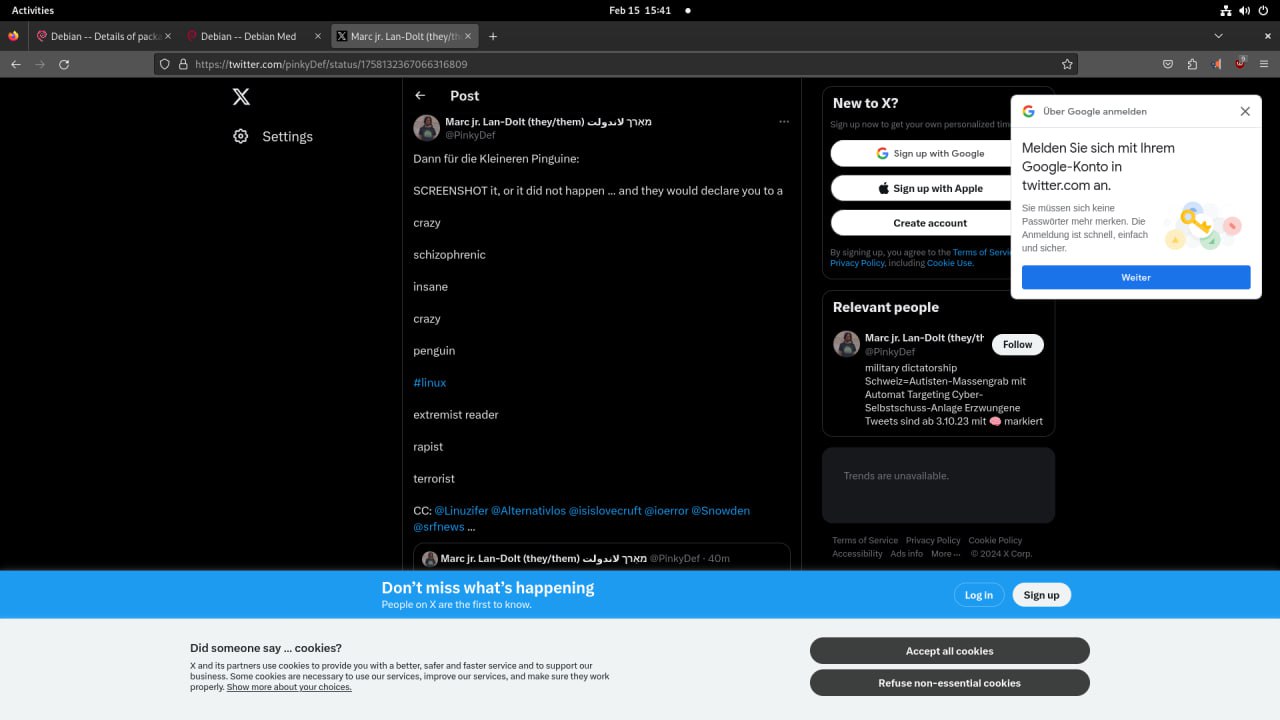 Activities
Feb 15 15:41
Debian -- Details of packa
Debian -- Debian Med
Marc jr. Lan-Dolt (they/th
https://twitter.com/pinkyDef/status/1758132367066316809
Settings
Post
Marc jr. Lan-Dolt (they/them) מאַרך לאַנדולט
@PinkyDef
Dann für die Kleineren Pinguine:
SCREENSHOT it, or it did not happen ... and they would declare you to a
crazy
schizophrenic
insane
crazy
penguin
#linux
extremist reader
rapist
terrorist
CC: @Linuzifer @Alternativlos @isislovecruft @ioerror @Snowden
@srfnews ...
Marc jr. Lan-Dolt (they/them) מאַרך לאַנדולט @PinkyDef · 40m
New to X?
Sign up now to get your own personalized tim
Sign up with Google
Sign up with Apple
Create account
By signing up, you agree to the Terms of Servi
Privacy Policy, including Cookie Use.
Relevant people
Marc jr. Lan-Dolt (they/th
@PinkyDef
Follow
military dictatorship
Schweiz=Autisten-Massengrab mit
Automat Targeting Cyber-
Selbstschuss-Anlage Erzwungene
Tweets sind ab 3.10.23 mit 🧠 markiert
Trends are unavailable.
Terms of Service Privacy Policy Cookie Policy
Accessibility Ads info More ... © 2024 X Corp.
Über Google anmelden
Melden Sie sich mit Ihrem
Google-Konto in
twitter.com an.
Sie müssen sich keine
Passwörter mehr merken. Die
Anmeldung ist schnell, einfach
und sicher.
Weiter
Don't miss what's happening
People on X are the first to know.
Log in
Sign up
Did someone say … cookies?
X and its partners use cookies to provide you with a better, safer and faster service and to support our
business. Some cookies are necessary to use our services, improve our services, and make sure they work
properly. Show more about your choices.
Accept all cookies
Refuse non-essential cookies